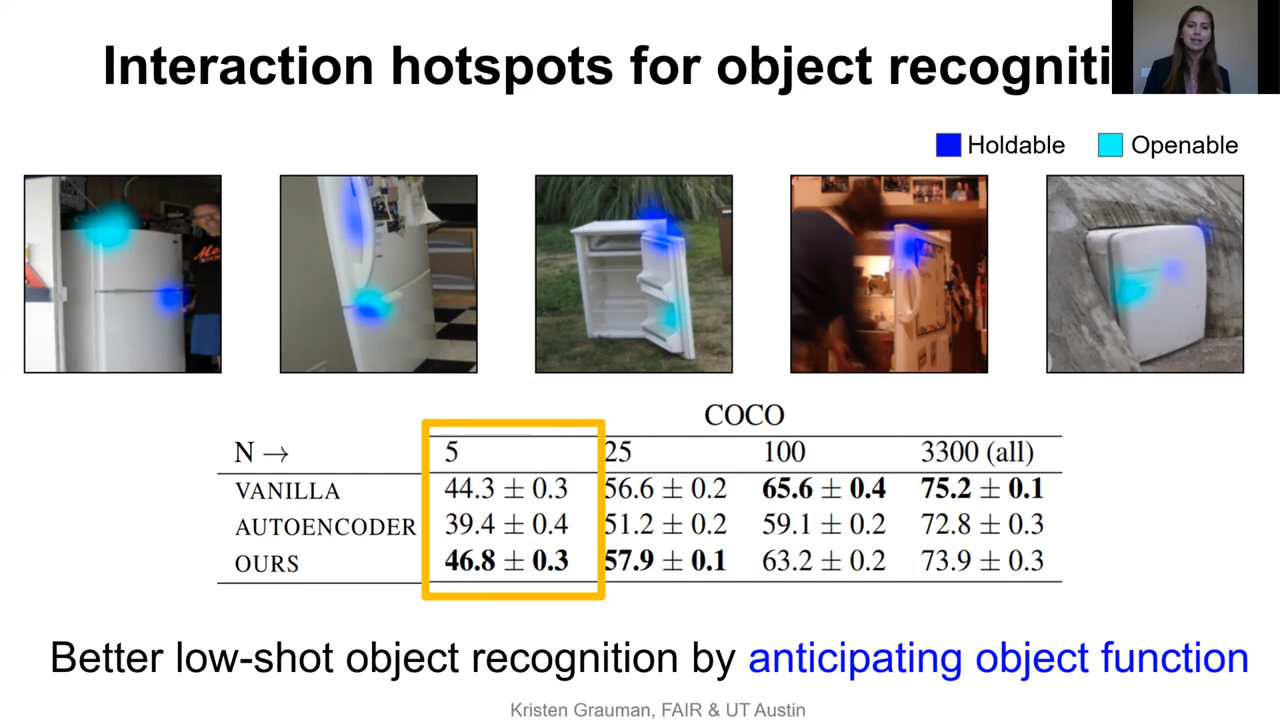 Interaction hotspots for object recogniti
Holdable Openable
COCO
N → 5 25 100 3300 (all)
VANILLA 44.3 ± 0.3 56.6 ± 0.2 65.6 ± 0.4 75.2 ± 0.1
AUTOENCODER 39.4 ± 0.4 51.2 ± 0.2 59.1 ± 0.2 72.8 ± 0.3
OURS 46.8 ± 0.3 57.9 ± 0.1 63.2 ± 0.2 73.9 ± 0.3
Better low-shot object recognition by anticipating object function
Kristen Grauman, FAIR & UT Austin